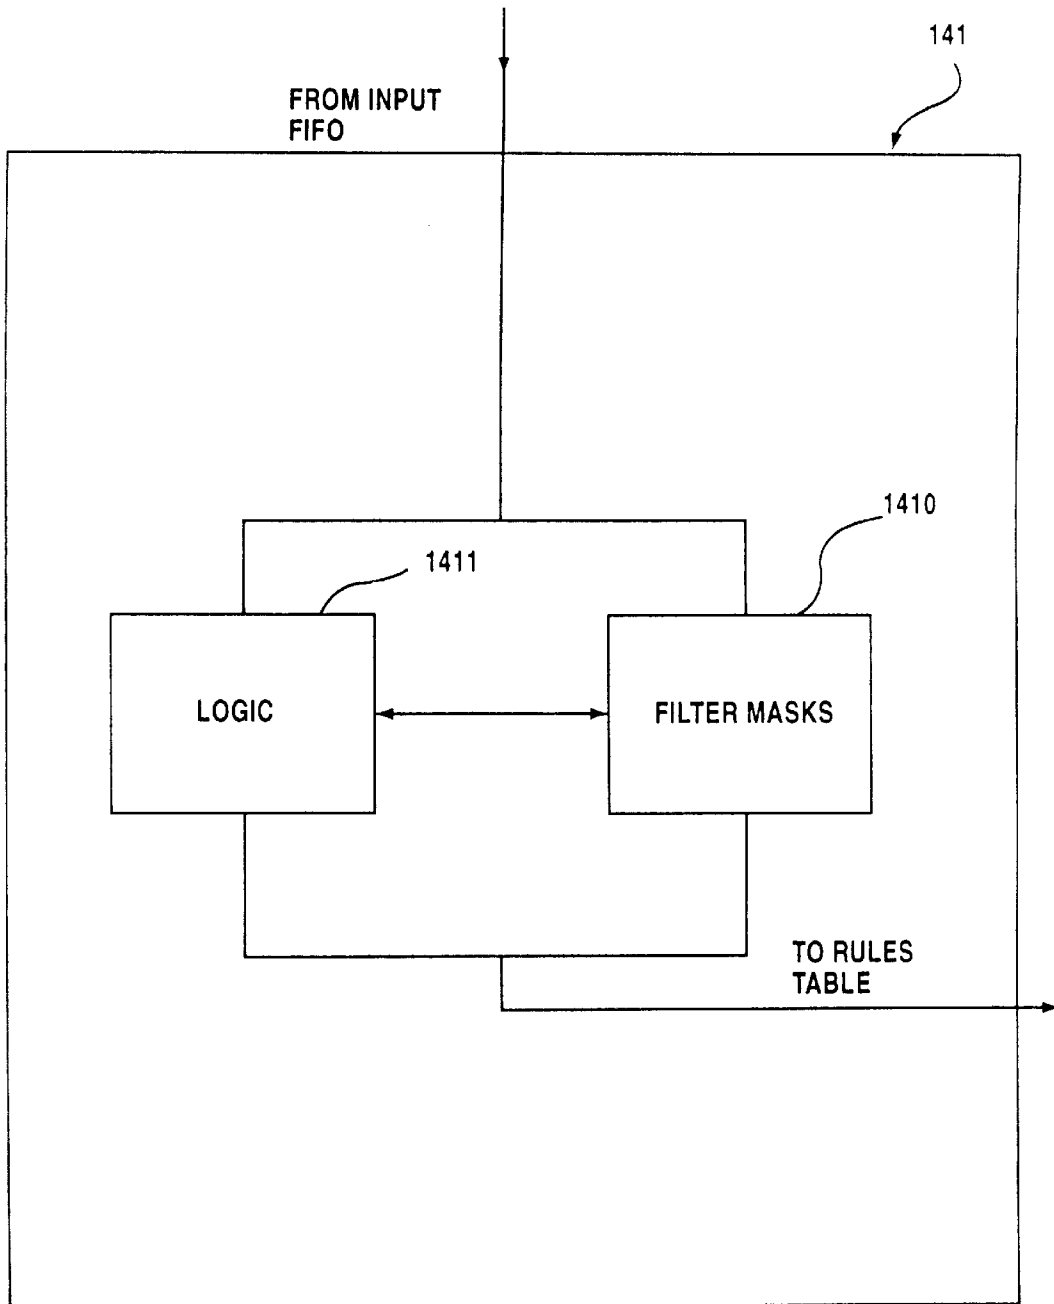 141
FROM INPUT
FIFO
1410
1411
LOGIC
FILTER MASKS
TO RULES
TABLE